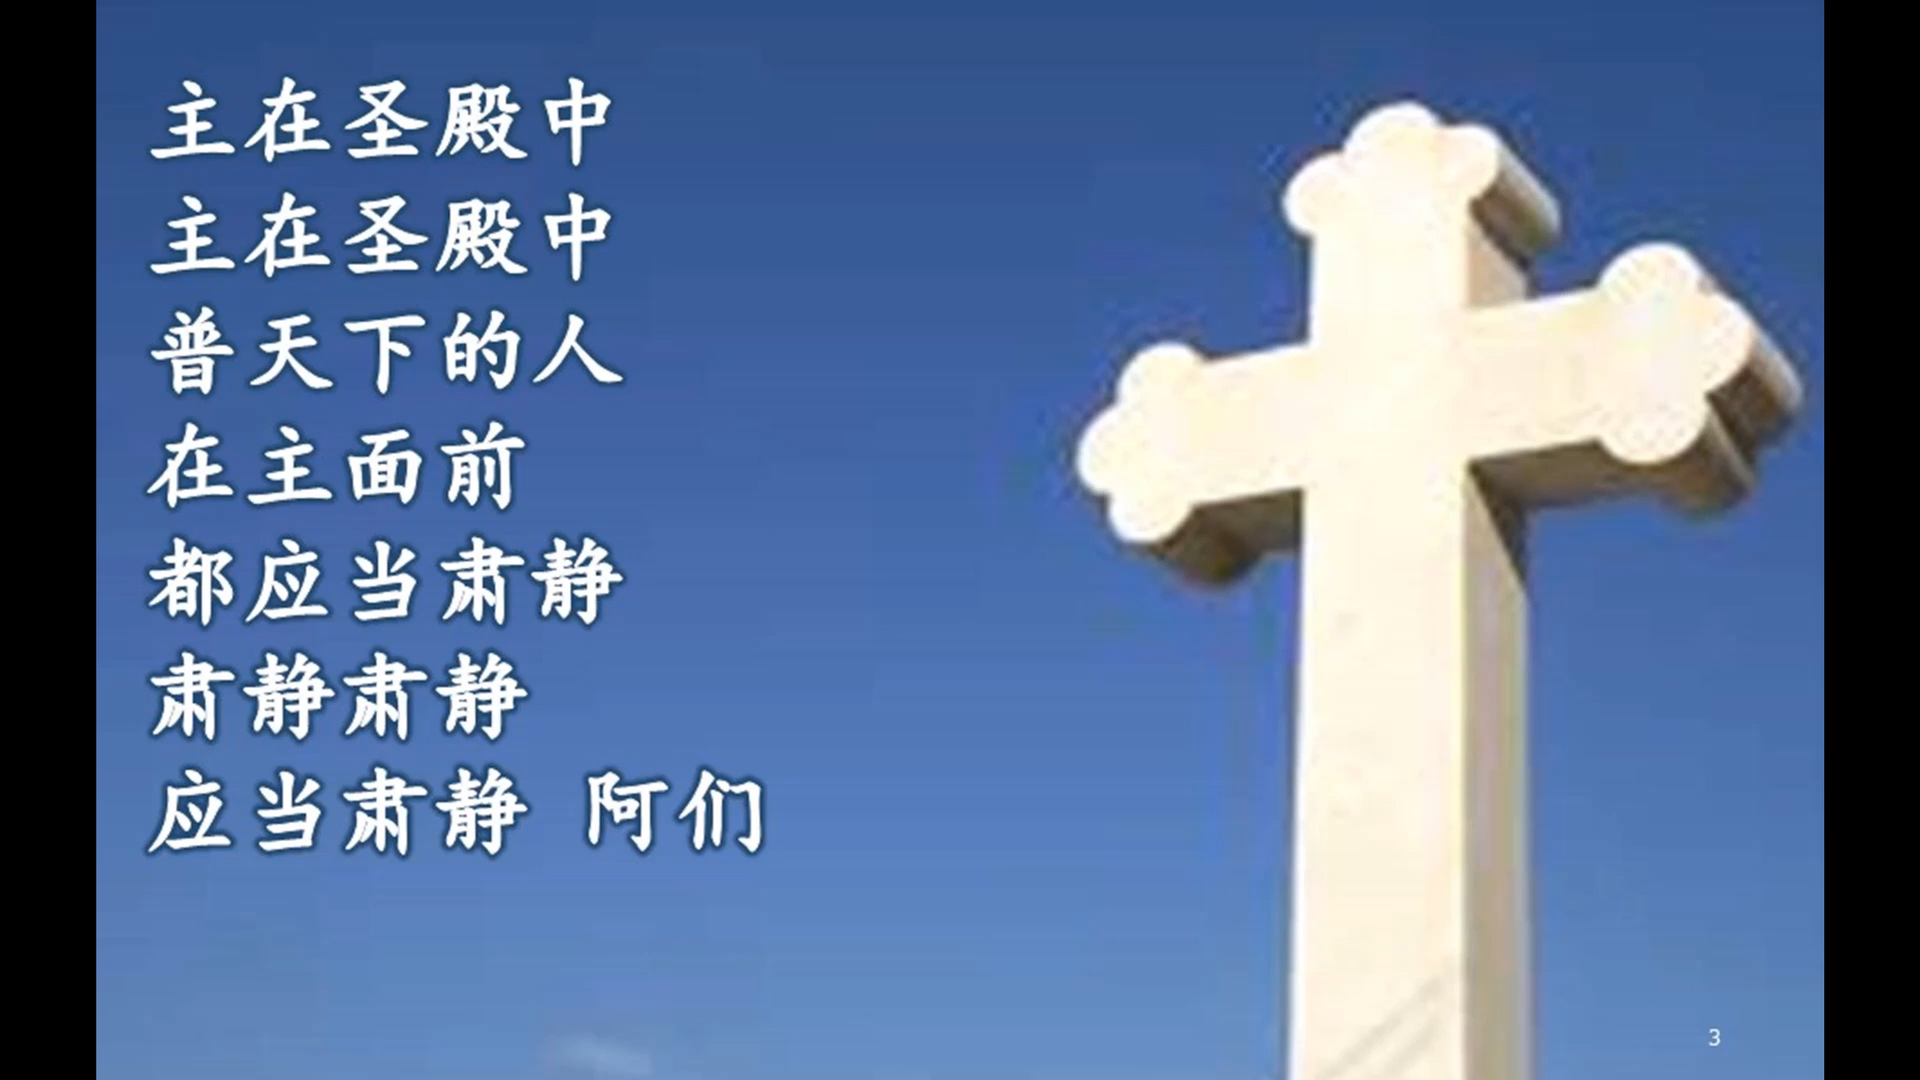 主在圣殿中
主在圣殿中
普天下的人
在主面前
都应当肃静
肃静肃静
应当肃静 阿们
3